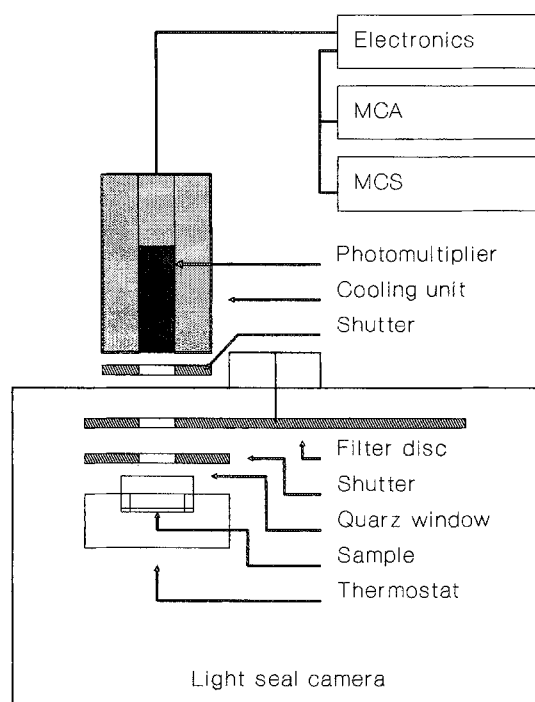 Electronics
MCA
MCS
Photomultiplier
Cooling unit
Shutter
Filter disc
Shutter
Quarz window
Sample
Thermostat
Light seal camera